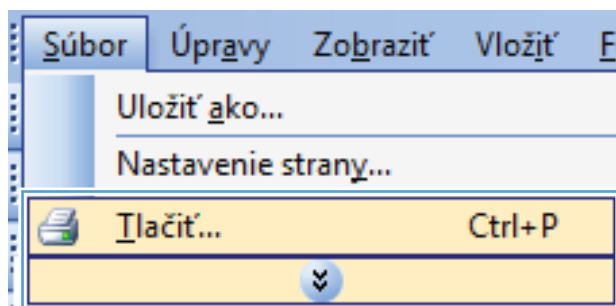 Súbor Úpravy Zobraziť Vložiť F
Uložiť ako...
Nastavenie strany...
Tlačiť... Ctrl+P